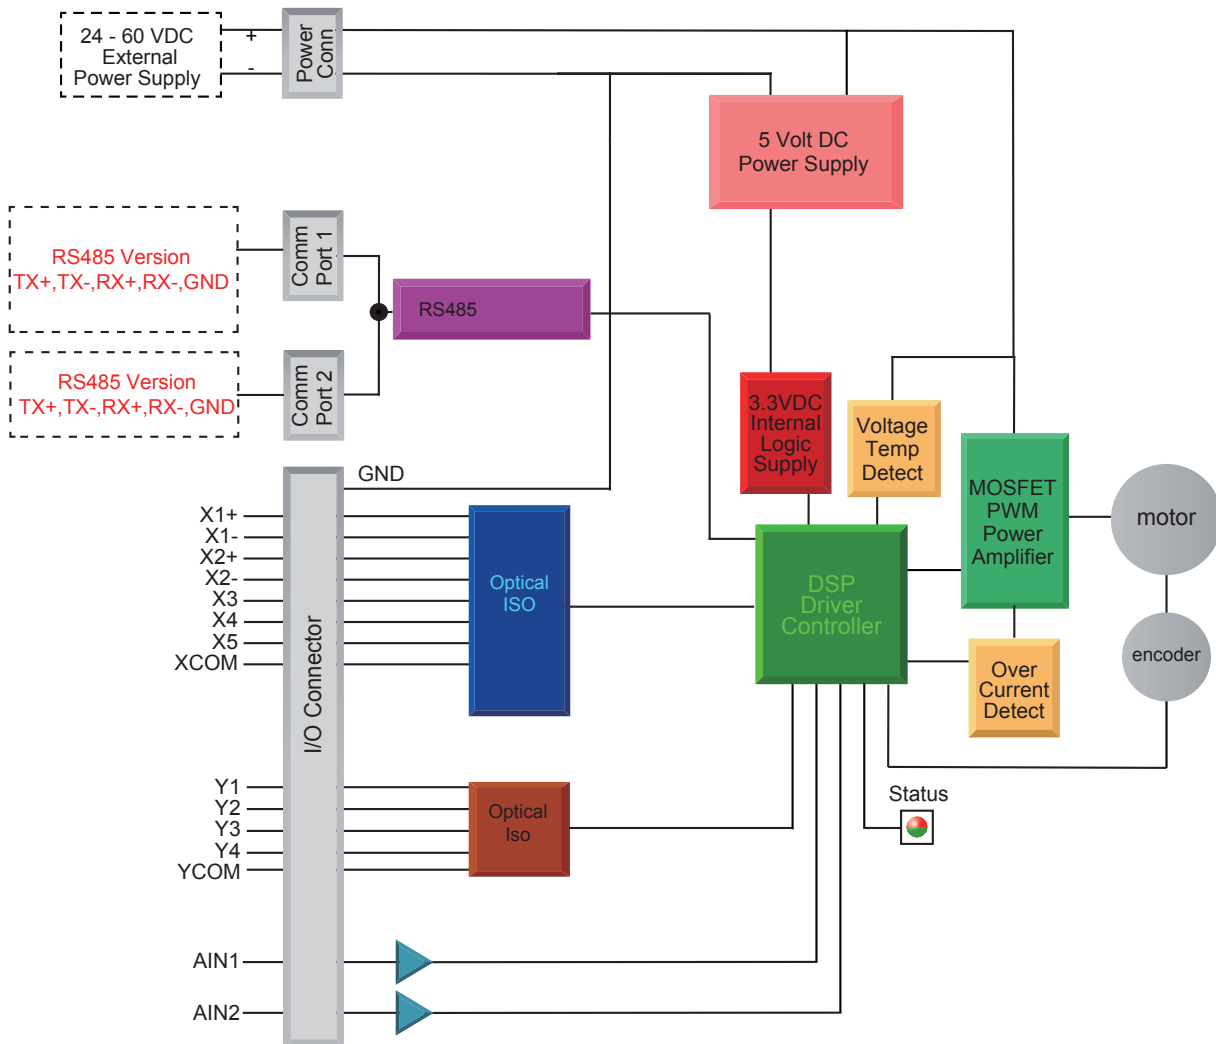 24 - 60 VDC
External
Power Supply
+
-
Power
Conn
5 Volt DC
Power Supply
RS485 Version
TX+,TX-,RX+,RX-,GND
Comm
Port 1
RS485
RS485 Version
TX+,TX-,RX+,RX-,GND
Comm
Port 2
3.3VDC
Internal
Logic
Supply
Voltage
Temp
Detect
MOSFET
PWM
Power
Amplifier
motor
GND
I/O Connector
X1+
X1-
X2+
X2-
X3
X4
X5
XCOM
Optical
ISO
DSP
Driver
Controller
encoder
Over
Current
Detect
Y1
Y2
Y3
Y4
YCOM
Optical
Iso
Status
AIN1
AIN2